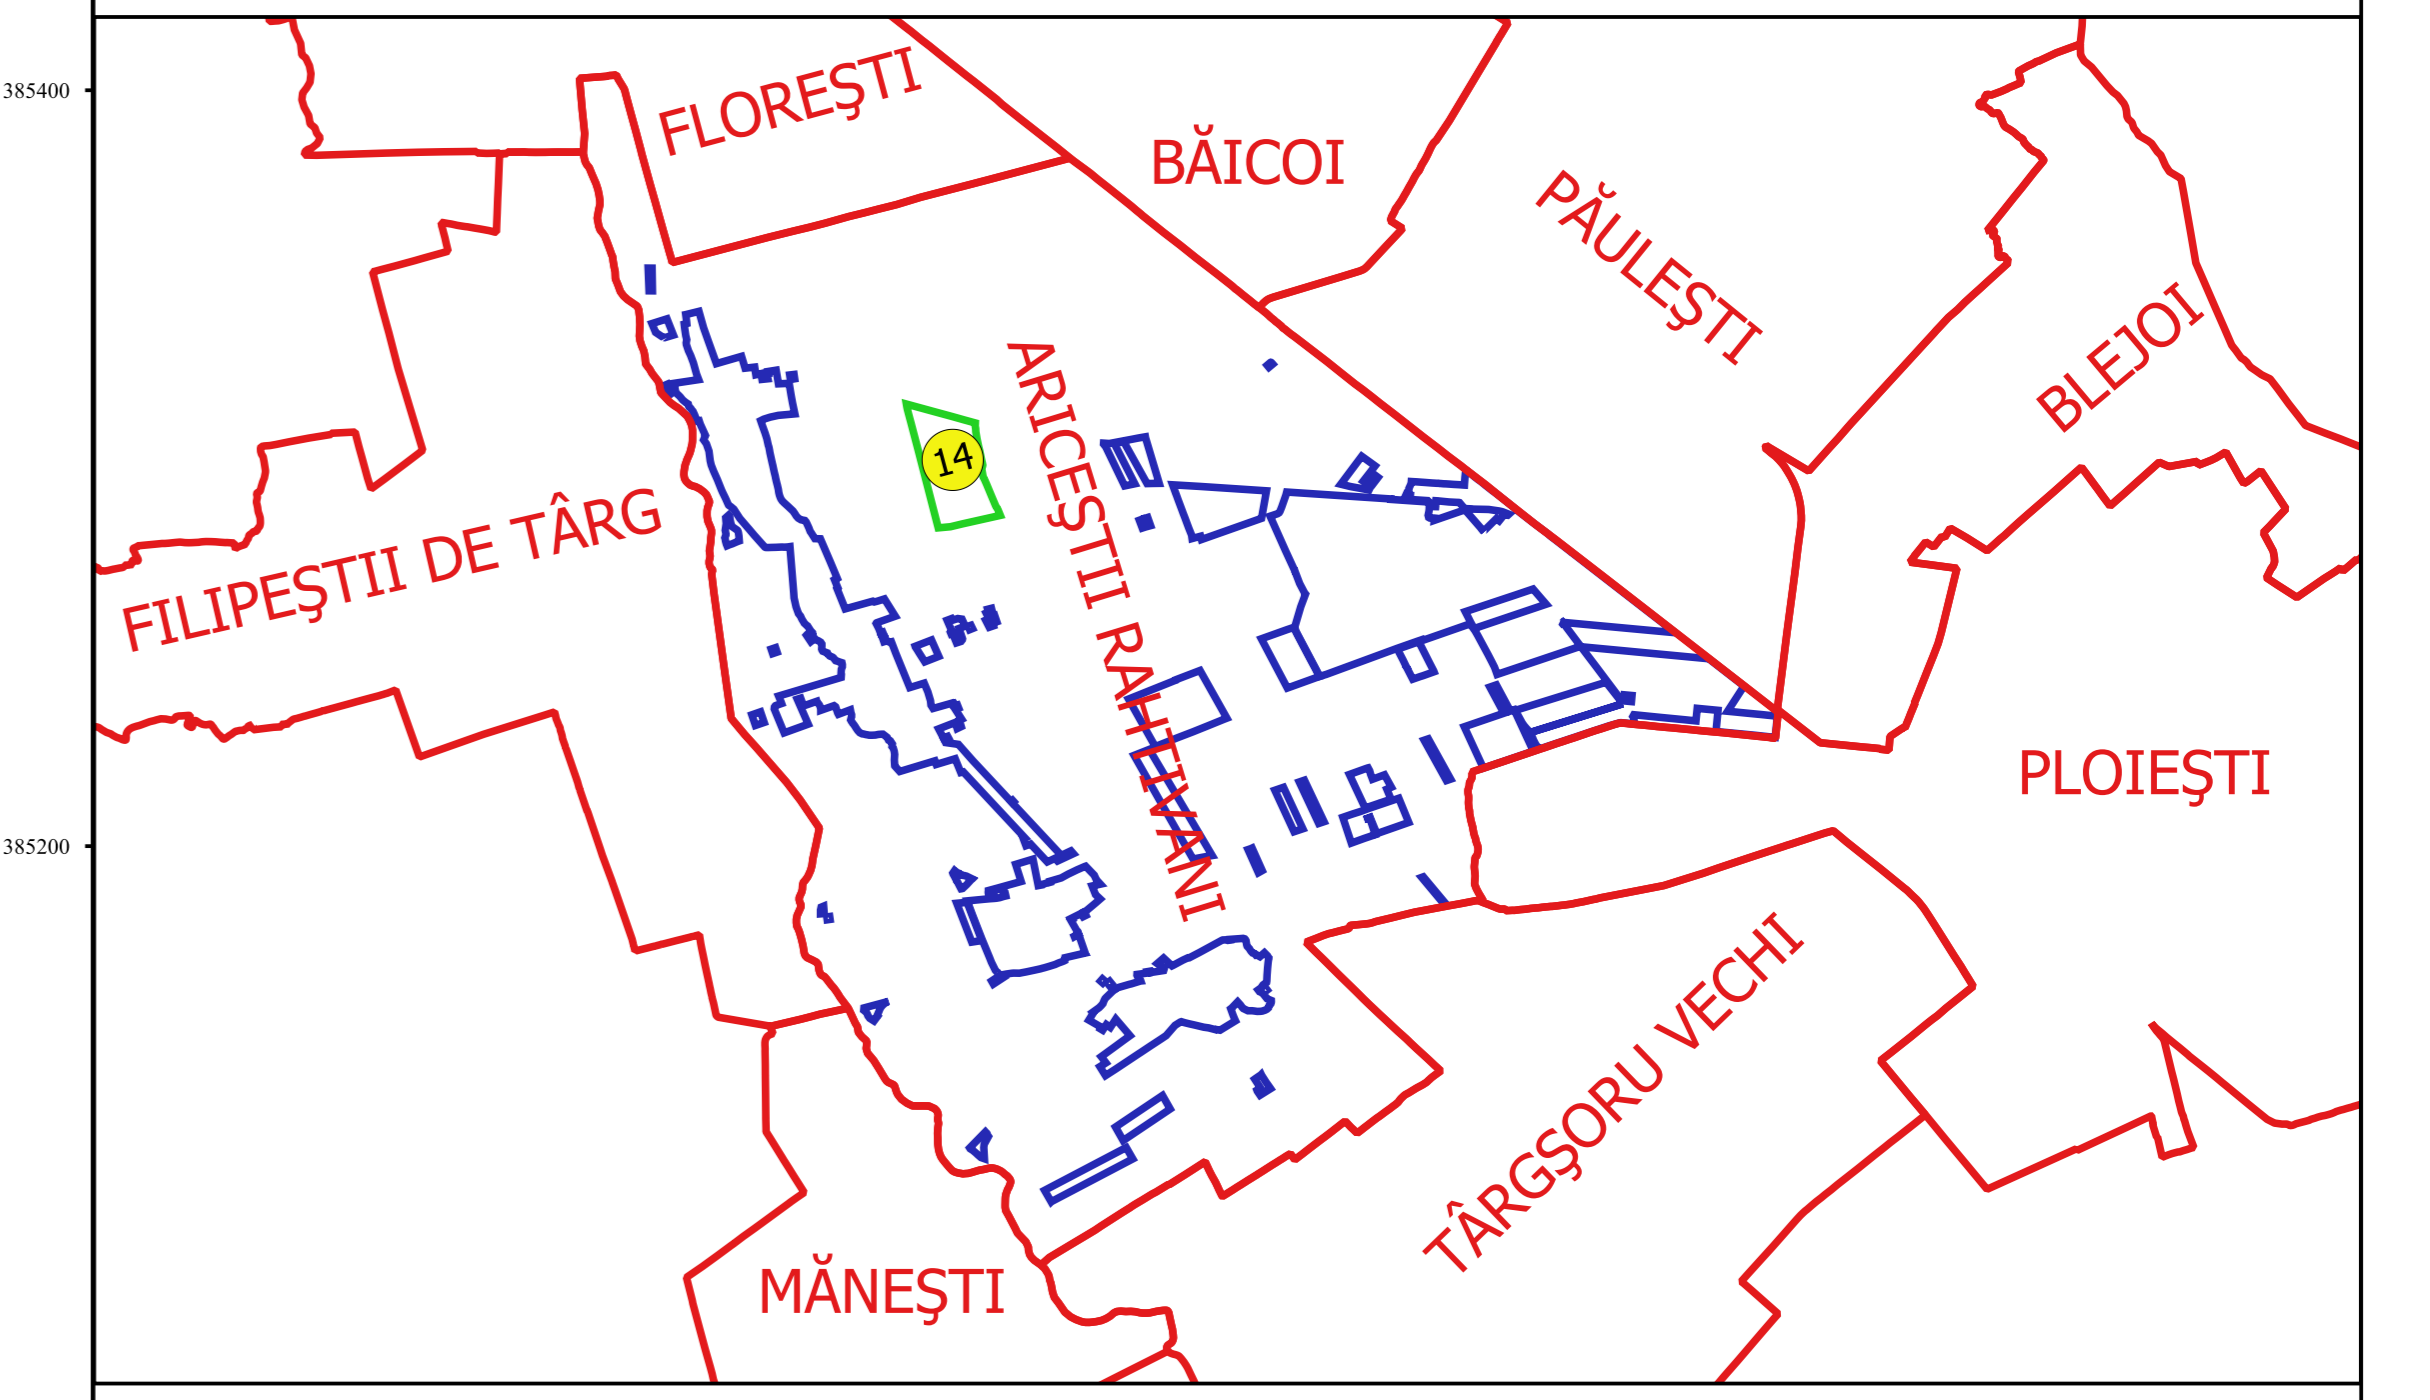 385400
FLOREŞTI
BĂICOI
PĂULEŞTI
BLEJOI
ARICEŞTII RAHTIVANI
14
FILIPEŞTII DE TÂRG
PLOIEŞTI
385200
TÂRGŞORU VECHI
MĂNEŞTI